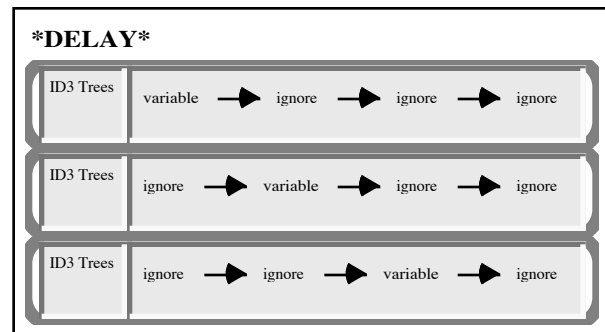 *DELAY*
ID3 Trees
variable ignore ignore ignore
ID3 Trees
ignore variable ignore ignore
ID3 Trees
ignore ignore variable ignore